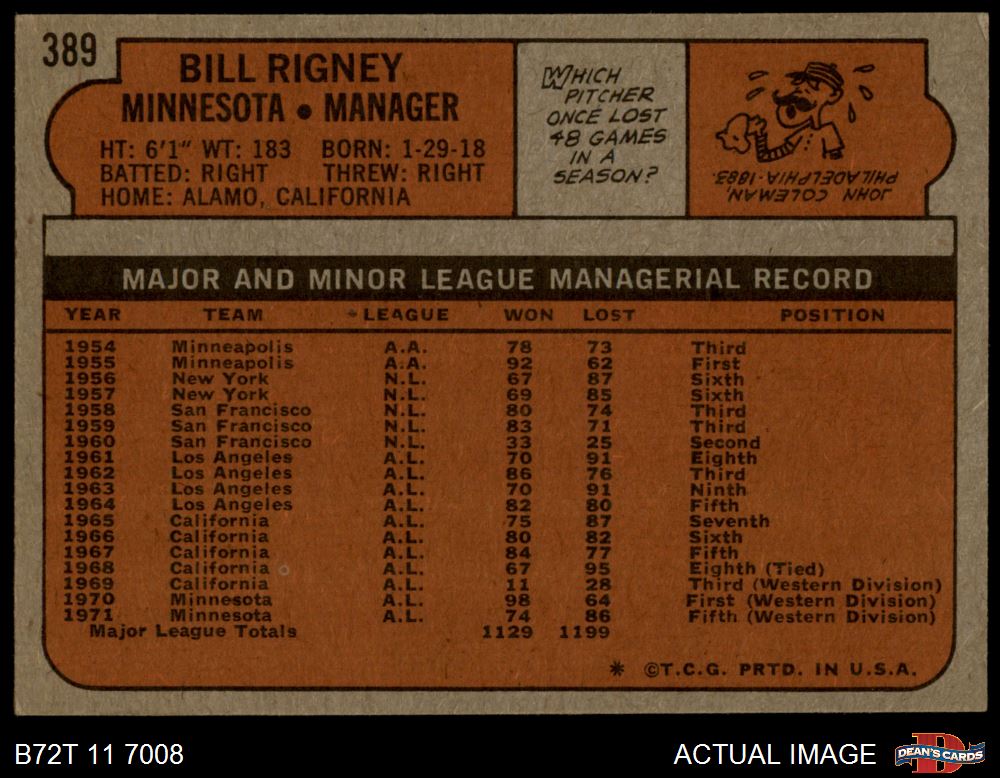 389
BILL RIGNEY
MINNESOTA • MANAGER
HT: 6'1" WT: 183 BORN: 1-29-18
BATTED: RIGHT THREW: RIGHT
HOME: ALAMO, CALIFORNIA
WHICH
PITCHER
ONCE LOST
48 GAMES
IN A
SEASON?
JOHN COLEMAN,
PHILADELPHIA-1883.
MAJOR AND MINOR LEAGUE MANAGERIAL RECORD
YEAR TEAM LEAGUE WON LOST POSITION
1954 Minneapolis A.A. 78 73 Third
1955 Minneapolis A.A. 92 62 First
1956 New York N.L. 67 87 Sixth
1957 New York N.L. 69 85 Sixth
1958 San Francisco N.L. 80 74 Third
1959 San Francisco N.L. 83 71 Third
1960 San Francisco N.L. 33 25 Second
1961 Los Angeles A.L. 70 91 Eighth
1962 Los Angeles A.L. 86 76 Third
1963 Los Angeles A.L. 70 91 Ninth
1964 Los Angeles A.L. 82 80 Fifth
1965 California A.L. 75 87 Seventh
1966 California A.L. 80 82 Sixth
1967 California A.L. 84 77 Fifth
1968 California A.L. 67 95 Eighth (Tied)
1969 California A.L. 11 28 Third (Western Division)
1970 Minnesota A.L. 98 64 First (Western Division)
1971 Minnesota A.L. 74 86 Fifth (Western Division)
Major League Totals 1129 1199
* ©T.C.G. PRTD. IN U.S.A.
B72T 11 7008
ACTUAL IMAGE
D
DEAN'S CARDS